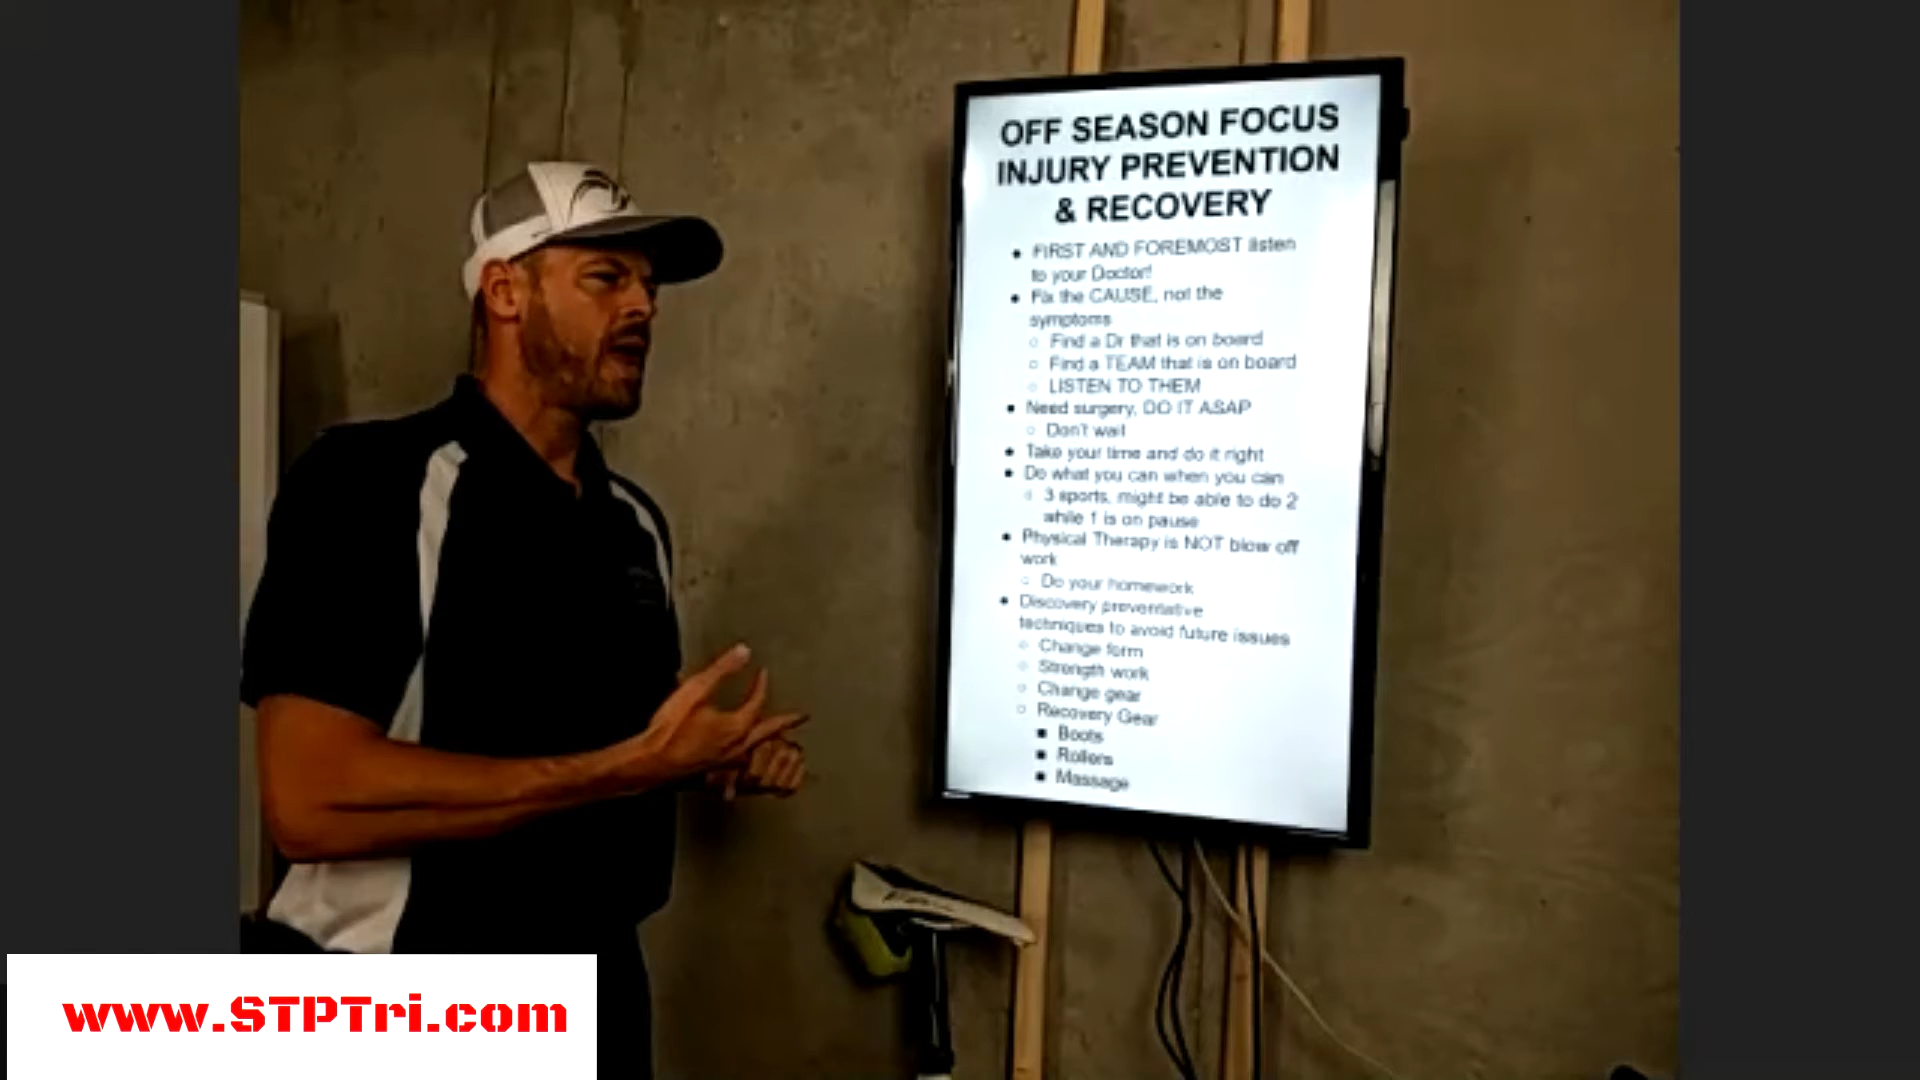 OFF SEASON FOCUS
INJURY PREVENTION
& RECOVERY
• FIRST AND FOREMOST listen
to your Doctor!
• Fix the CAUSE, not the
symptoms
○ Find a Dr that is on board
○ Find a TEAM that is on board
○ LISTEN TO THEM
• Need surgery, DO IT ASAP
○ Don't wait
• Take your time and do it right
• Do what you can when you can
○ 3 sports, might be able to do 2
while 1 is on pause
• Physical Therapy is NOT blow off
work
○ Do your homework
• Discovery preventative
techniques to avoid future issues
○ Change form
○ Strength work
○ Change gear
○ Recovery Gear
■ Boots
■ Rollers
■ Massage
www.STPTri.com